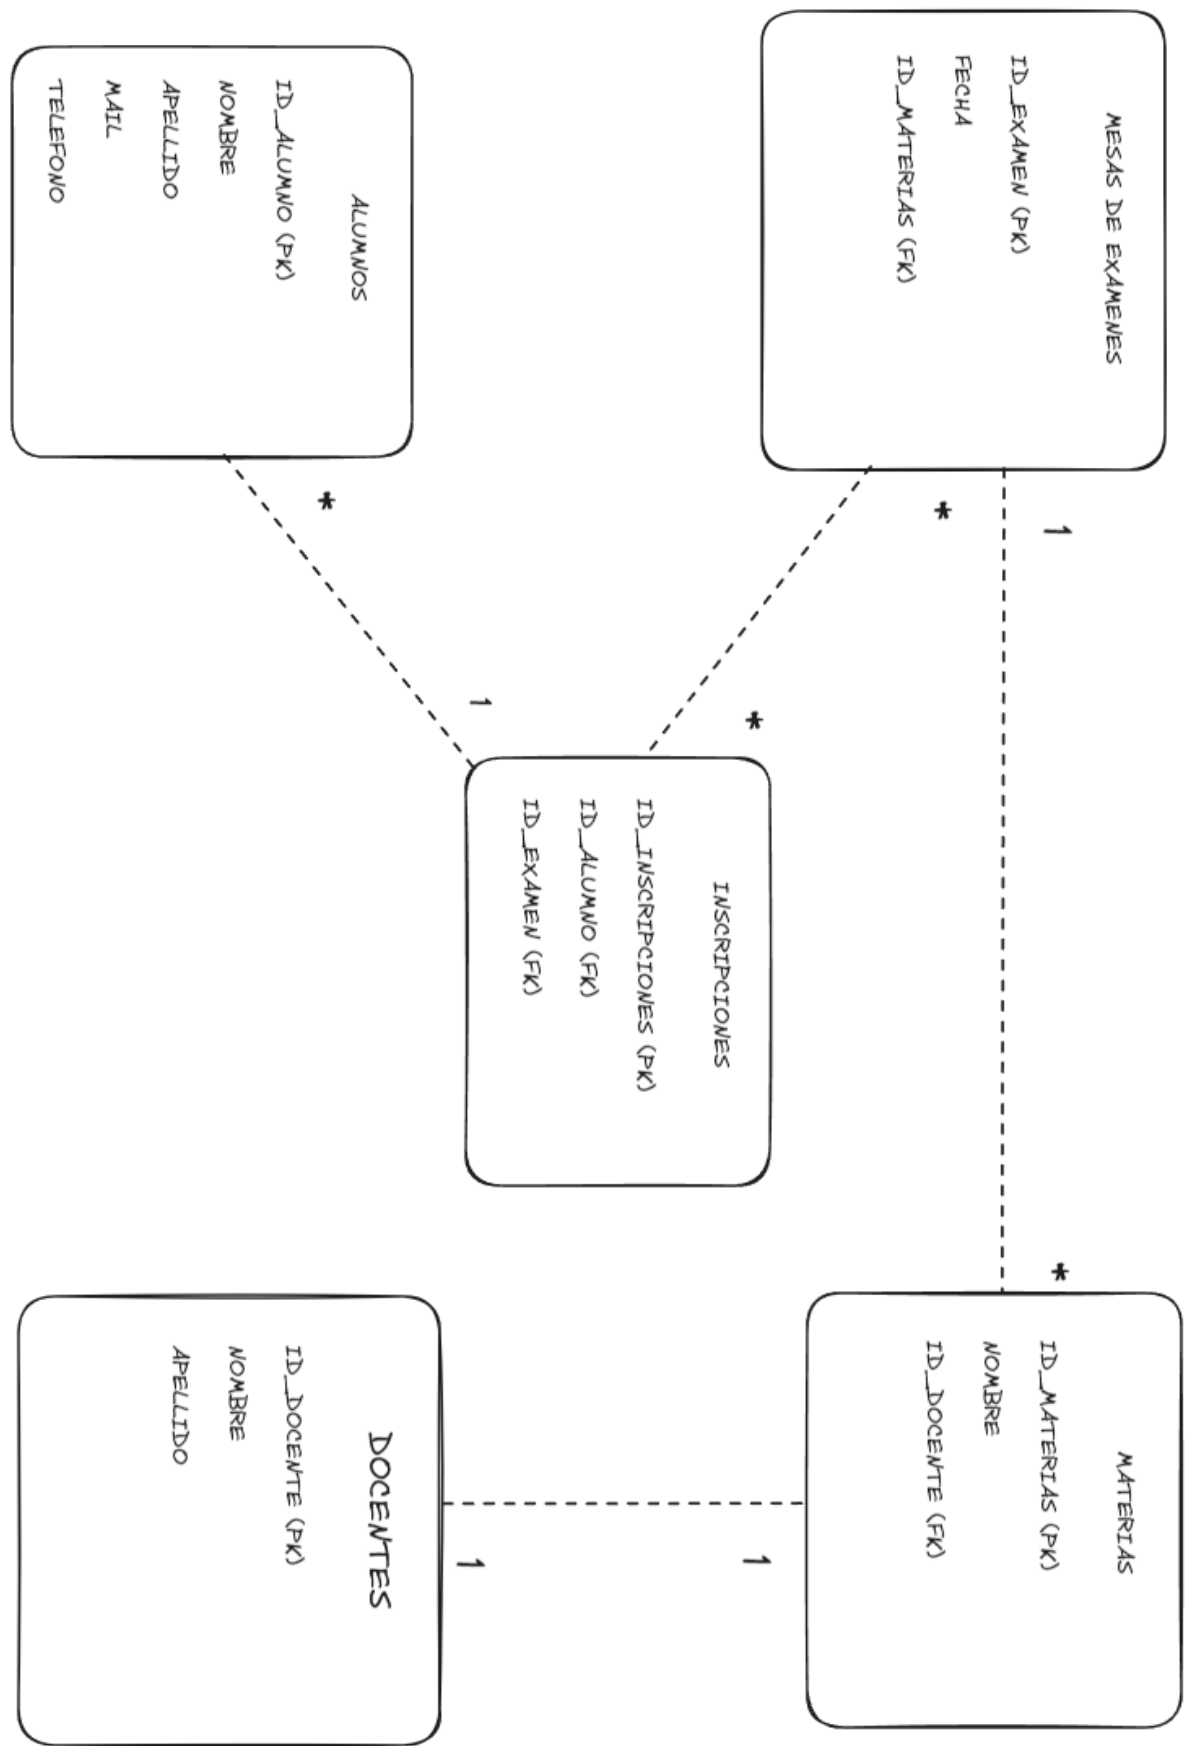 MESAS DE EXAMENES
ID_EXAMEN (PK)
FECHA
ID_MATERIAS (FK)
1
*
MATERIAS
ID_MATERIAS (PK)
NOMBRE
ID_DOCENTE (FK)
*
*
1
INSCRIPCIONES
ID_INSCRIPCIONES (PK)
ID_ALUMNO (FK)
ID_EXAMEN (FK)
1
1
*
ALUMNOS
ID_ALUMNO (PK)
NOMBRE
APELLIDO
MAIL
TELEFONO
DOCENTES
ID_DOCENTE (PK)
NOMBRE
APELLIDO